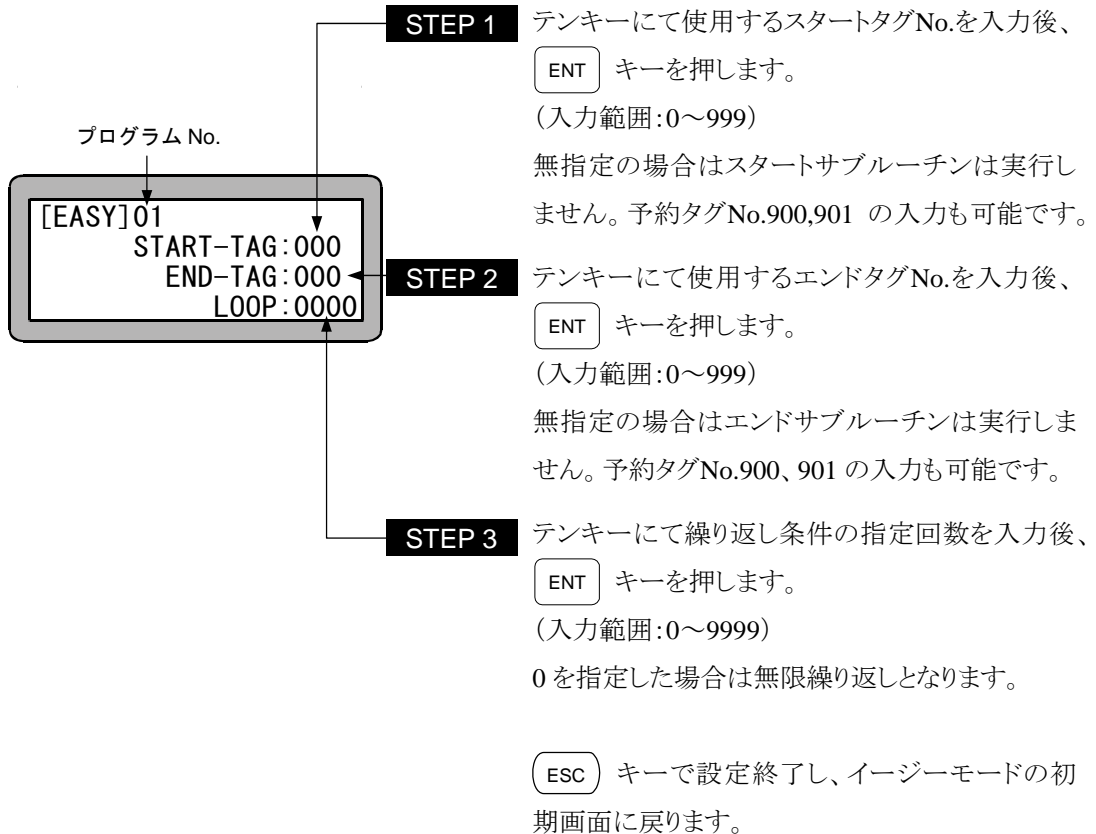 STEP 1 テンキーにて使用するスタートタグNo.を入力後、
ENT キーを押します。
(入力範囲:0～999)
無指定の場合はスタートサブルーチンは実行し
ません。予約タグNo.900,901 の入力も可能です。
プログラム No.
[EASY]01
START-TAG:000
END-TAG:000
LOOP:0000
STEP 2 テンキーにて使用するエンドタグNo.を入力後、
ENT キーを押します。
(入力範囲:0～999)
無指定の場合はエンドサブルーチンは実行しま
せん。予約タグNo.900、901 の入力も可能です。
STEP 3 テンキーにて繰り返し条件の指定回数を入力後、
ENT キーを押します。
(入力範囲:0～9999)
0 を指定した場合は無限繰り返しとなります。
ESC キーで設定終了し、イージーモードの初
期画面に戻ります。